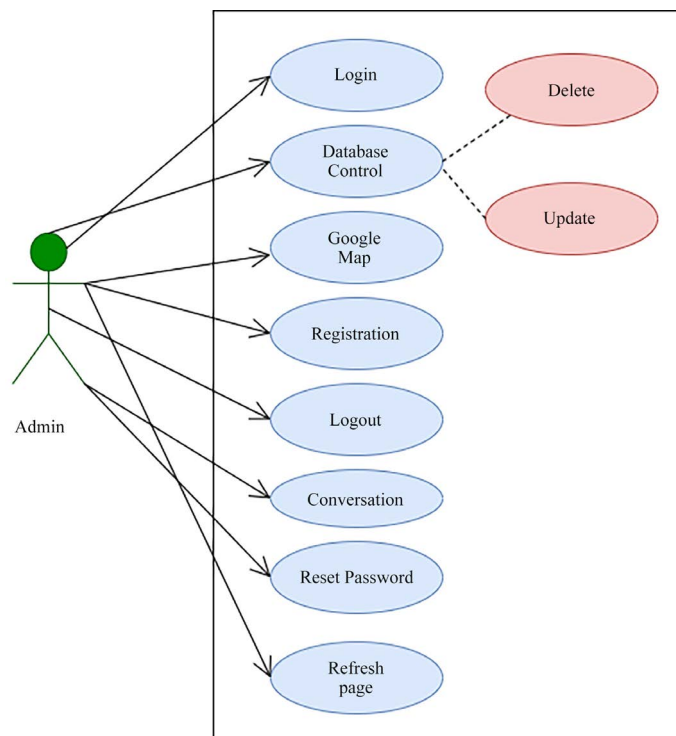 Login
Delete
Database
Control
Update
Google
Map
Registration
Admin
Logout
Conversation
Reset Password
Refresh
page